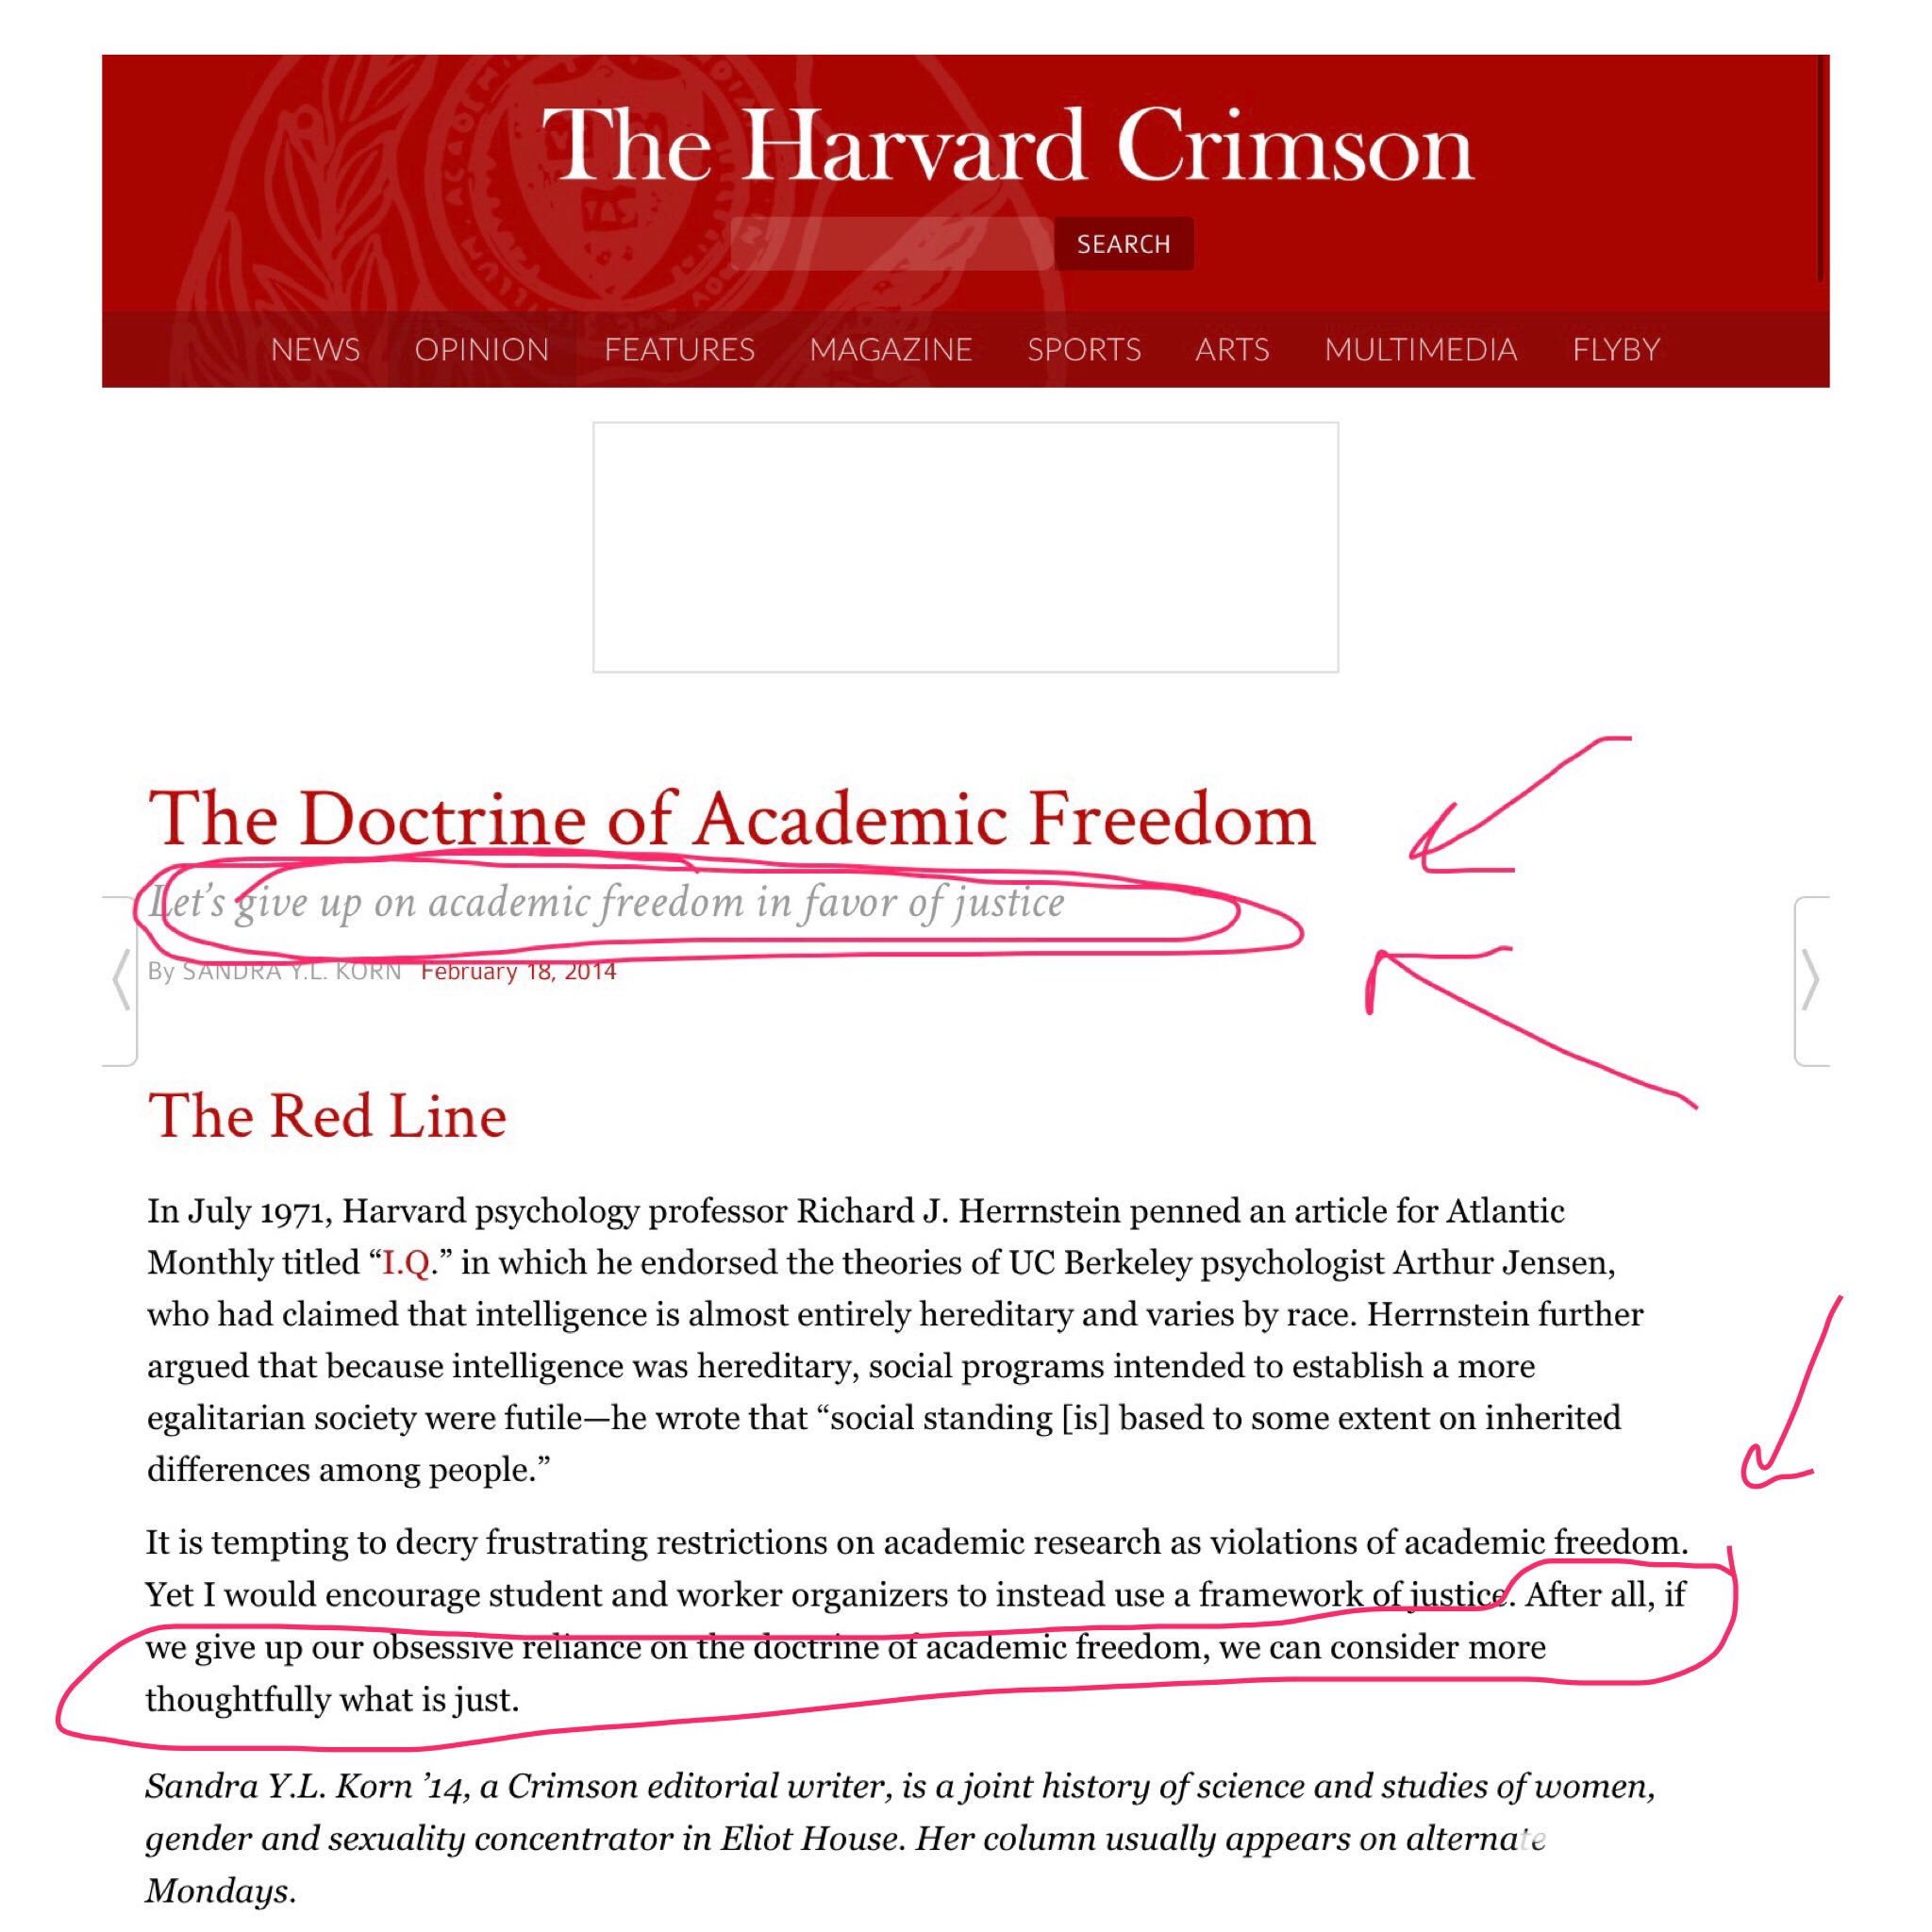 The Harvard Crimson
SEARCH
NEWS OPINION FEATURES MAGAZINE SPORTS ARTS MULTIMEDIA FLYBY
The Doctrine of Academic Freedom
Let’s give up on academic freedom in favor of justice
By SANDRA Y.L. KORN February 18, 2014
The Red Line
In July 1971, Harvard psychology professor Richard J. Herrnstein penned an article for Atlantic
Monthly titled “I.Q.” in which he endorsed the theories of UC Berkeley psychologist Arthur Jensen,
who had claimed that intelligence is almost entirely hereditary and varies by race. Herrnstein further
argued that because intelligence was hereditary, social programs intended to establish a more
egalitarian society were futile—he wrote that “social standing [is] based to some extent on inherited
differences among people.”
It is tempting to decry frustrating restrictions on academic research as violations of academic freedom.
Yet I would encourage student and worker organizers to instead use a framework of justice. After all, if
we give up our obsessive reliance on the doctrine of academic freedom, we can consider more
thoughtfully what is just.
Sandra Y.L. Korn ’14, a Crimson editorial writer, is a joint history of science and studies of women,
gender and sexuality concentrator in Eliot House. Her column usually appears on alternate
Mondays.